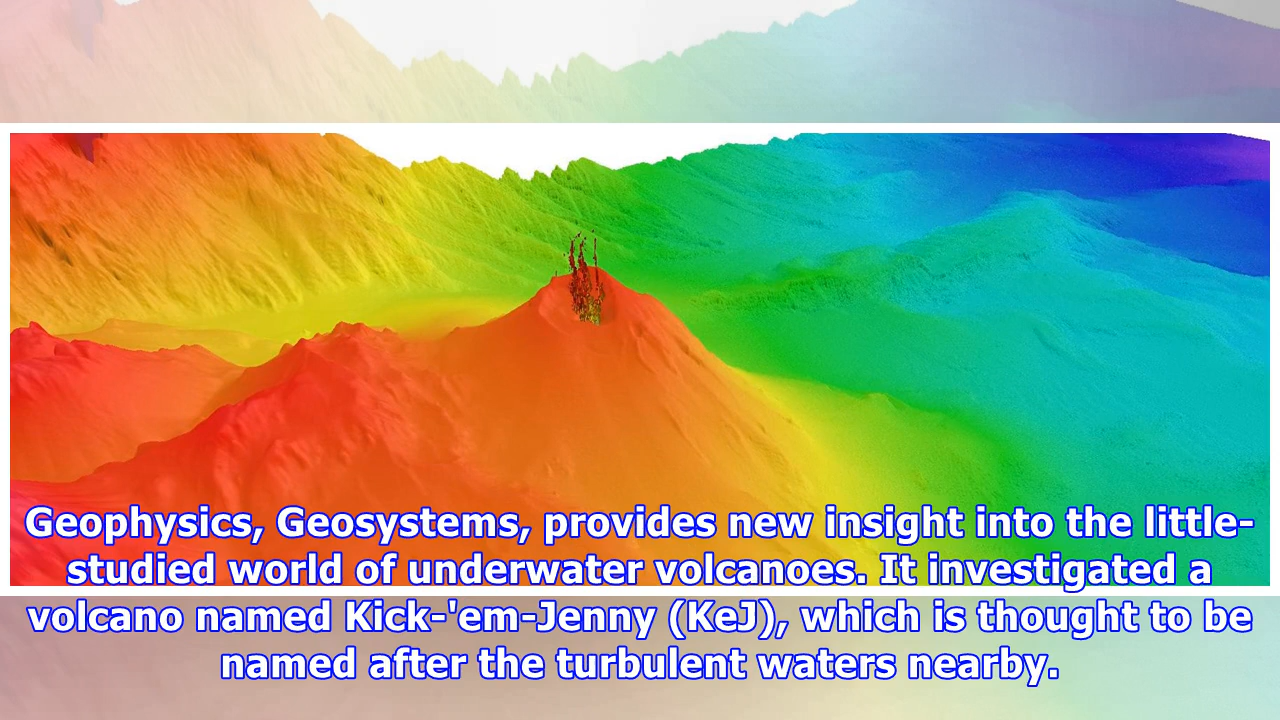 Geophysics, Geosystems, provides new insight into the little-
studied world of underwater volcanoes. It investigated a
volcano named Kick-'em-Jenny (KeJ), which is thought to be
named after the turbulent waters nearby.